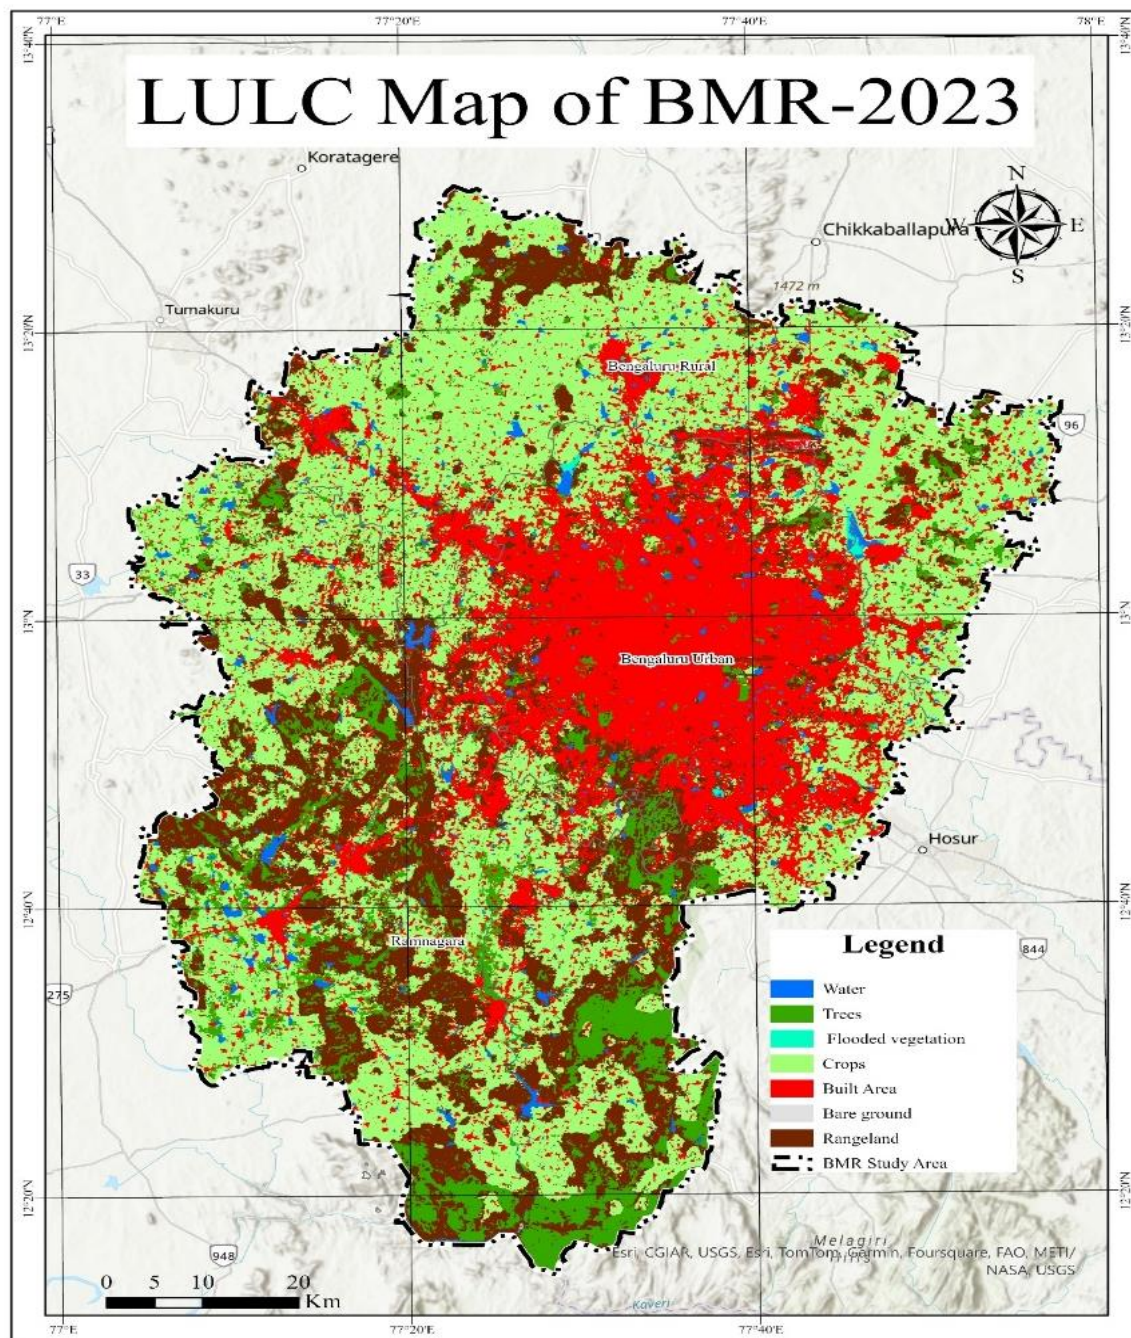 77°E 77°20'E 77°40'E 78°E
13°40'N 13°40'N
LULC Map of BMR-2023
Koratagere
N
W E
S
Chikkaballapura
1472 m
Tumakuru
13°20'N 13°20'N
Bengaluru Rural
96
33
13°N 13°N
Bengaluru Urban
Hosur
12°40'N 12°40'N
Ramnagara
275
844
Legend
Water
Trees
Flooded vegetation
Crops
Built Area
Bare ground
Rangeland
BMR Study Area
12°20'N 12°20'N
948
Melagiri
Hills
Esri, CGIAR, USGS, Esri, TomTom, Garmin, Foursquare, FAO, METI/
NASA, USGS
0 5 10 20
Km
Kaveri
77°E 77°20'E 77°40'E